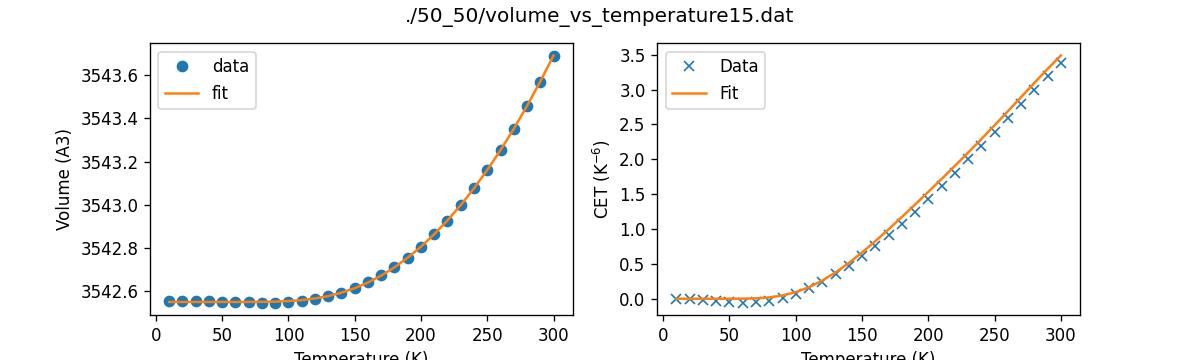 ./50_50/volume_vs_temperature15.dat
data
fit
Volume (A3)
3543.6
3543.4
3543.2
3543.0
3542.8
3542.6
0 50 100 150 200 250 300
Temperature (K)
Data
Fit
CET (K⁻⁶)
3.5
3.0
2.5
2.0
1.5
1.0
0.5
0.0
0 50 100 150 200 250 300
Temperature (K)